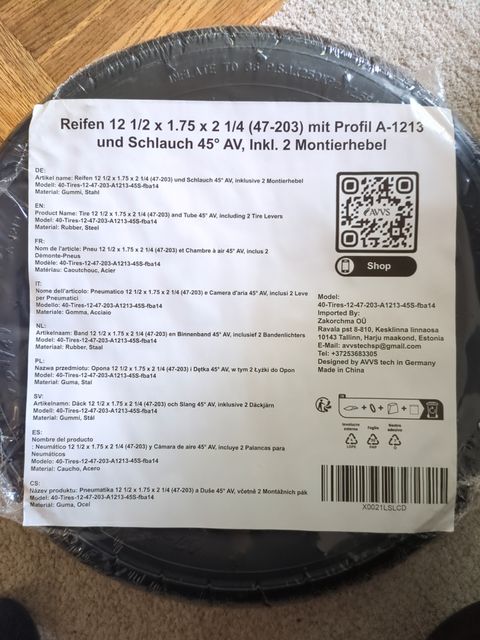 INFLATE TO 36 P.S.I.(250KP
Reifen 12 1/2 x 1.75 x 2 1/4 (47-203) mit Profil A-1213
und Schlauch 45° AV, Inkl. 2 Montierhebel
DE:
Artikel name: Reifen 12 1/2 x 1.75 x 2 1/4 (47-203) und Schlauch 45° AV, inklusive 2 Montierhebel
Model: 40-Tires-12-47-203-A1213-45S-fba14
Material: Gummi, Stahl
EN:
Product Name: Tire 12 1/2 x 1.75 x 2 1/4 (47-203) and Tube 45° AV, including 2 Tire Levers
Model: 40-Tires-12-47-203-A1213-45S-fba14
Material: Rubber, Steel
FR:
Nom de l'article: Pneu 12 1/2 x 1.75 x 2 1/4 (47-203) et Chambre à air 45° AV, inclus 2
Démonte-Pneus
Modèle: 40-Tires-12-47-203-A1213-45S-fba14
Matériau: Caoutchouc, Acier
IT:
Nome dell'articolo: Pneumatico 12 1/2 x 1.75 x 2 1/4 (47-203) e Camera d'aria 45° AV, inclusi 2 Leve
per Pneumatici
Modello: 40-Tires-12-47-203-A1213-45S-fba14
Materiale: Gomma, Acciaio
NL:
Artikelnaam: Band 12 1/2 x 1.75 x 2 1/4 (47-203) en Binnenband 45° AV, inclusief 2 Bandenlichters
Model: 40-Tires-12-47-203-A1213-45S-fba14
Materiaal: Rubber, Staal
PL:
Nazwa przedmiotu: Opona 12 1/2 x 1.75 x 2 1/4 (47-203) i Dętka 45° AV, w tym 2 Łyżki do Opon
Model: 40-Tires-12-47-203-A1213-45S-fba14
Materiał: Guma, Stal
SV:
Artikelnamn: Däck 12 1/2 x 1.75 x 2 1/4 (47-203) och Slang 45° AV, inklusive 2 Däckjärn
Modell: 40-Tires-12-47-203-A1213-45S-fba14
Material: Gummi, Stål
ES:
Nombre del producto
: Neumático 12 1/2 x 1.75 x 2 1/4 (47-203) y Cámara de aire 45° AV, incluye 2 Palancas para
Neumáticos
Modelo: 40-Tires-12-47-203-A1213-45S-fba14
Material: Caucho, Acero
CS:
Název produktu: Pneumatika 12 1/2 x 1.75 x 2 1/4 (47-203) a Duše 45° AV, včetně 2 Montážních pák
Model: 40-Tires-12-47-203-A1213-45S-fba14
Materiál: Guma, Ocel
AVVS
Shop
Model:
40-Tires-12-47-203-A1213-45S-fba14
Imported By:
Zakorchma OÜ
Ravala pst 8-810, Kesklinna linnaosa
10143 Tallinn, Harju maakond, Estonia
E-Mail: avvstechsp@gmail.com
Tel: +37253683305
Designed by AVVS tech in Germany
Made in China
Involucro esterno
Foglio
Nastro adesivo
LDPE
PAP
X0021LSLCD